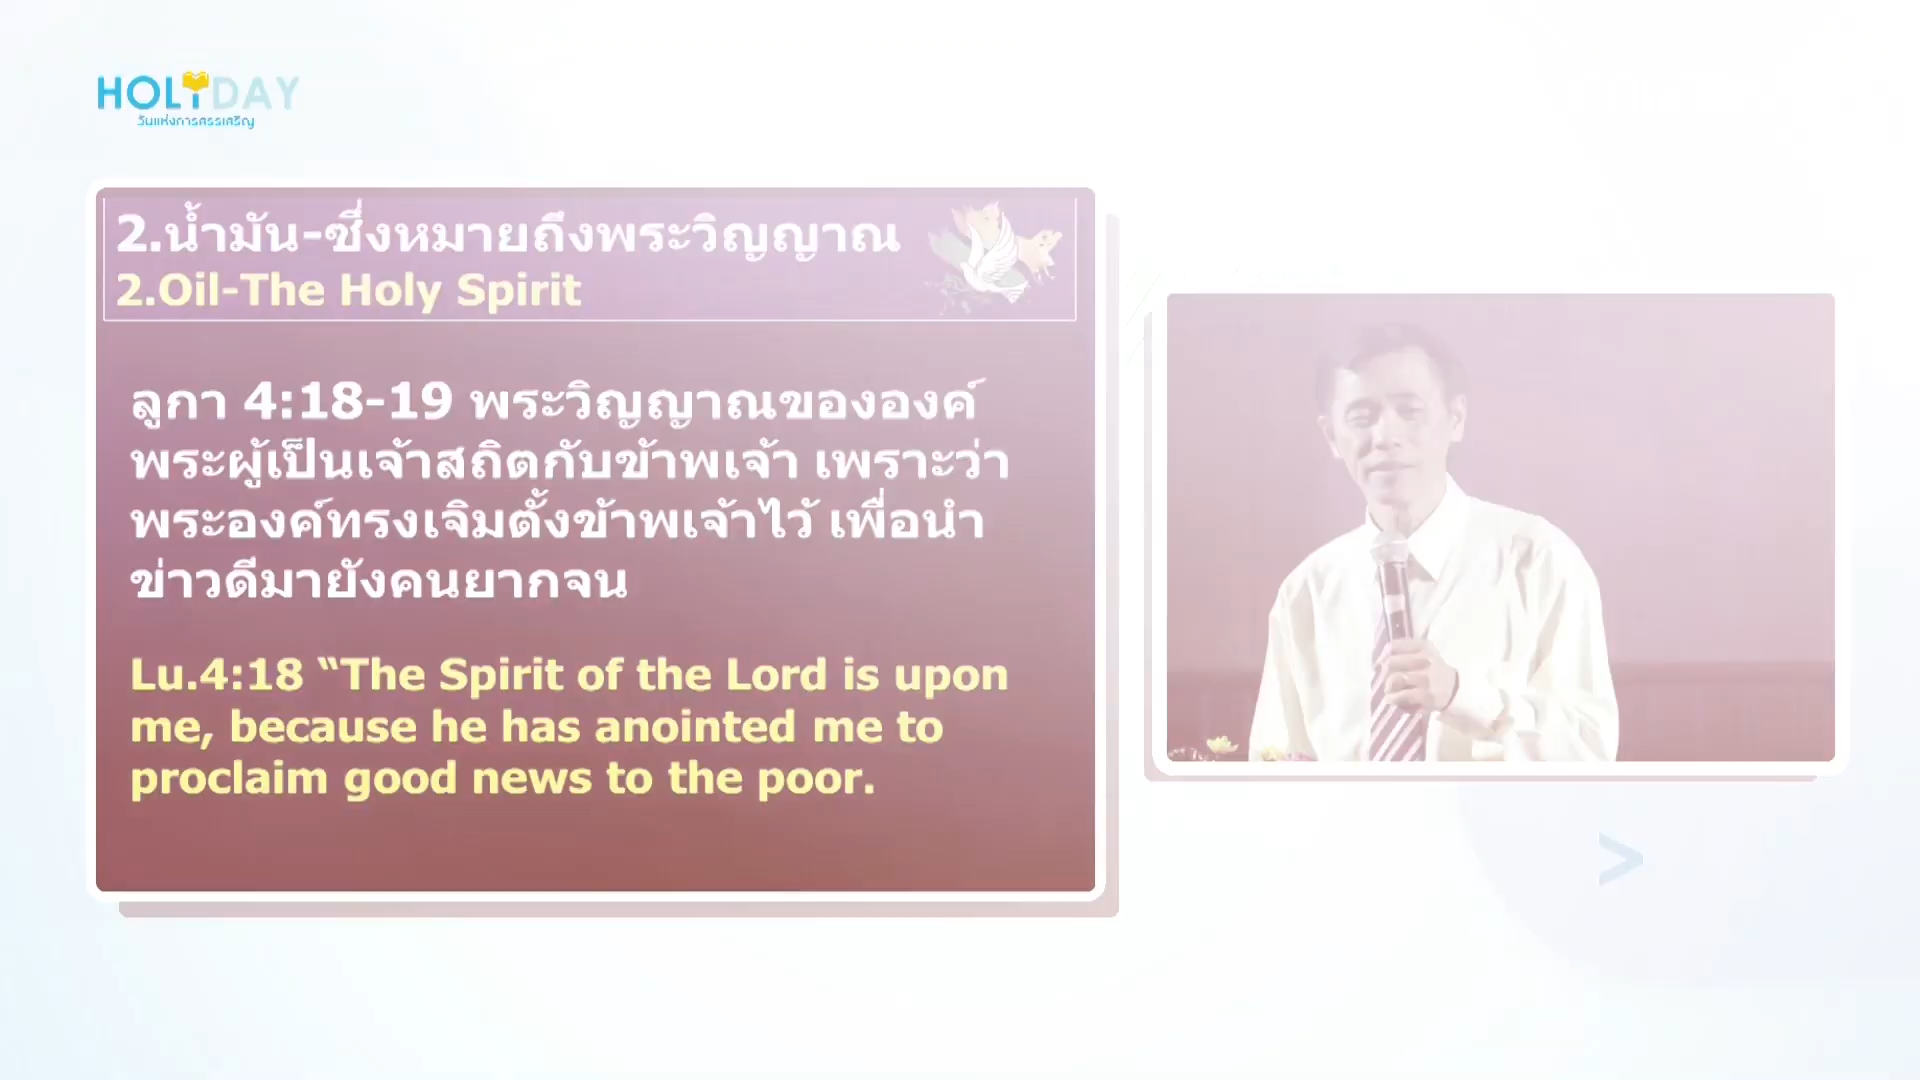 HOLYDAY
วันแห่งการสรรเสริญ
2.น้ำมัน-ซึ่งหมายถึงพระวิญญาณ
2.Oil-The Holy Spirit
ลูกา 4:18-19 พระวิญญาณขององค์
พระผู้เป็นเจ้าสถิตกับข้าพเจ้า เพราะว่า
พระองค์ทรงเจิมตั้งข้าพเจ้าไว้ เพื่อนำ
ข่าวดีมายังคนยากจน
Lu.4:18 “The Spirit of the Lord is upon
me, because he has anointed me to
proclaim good news to the poor.
>